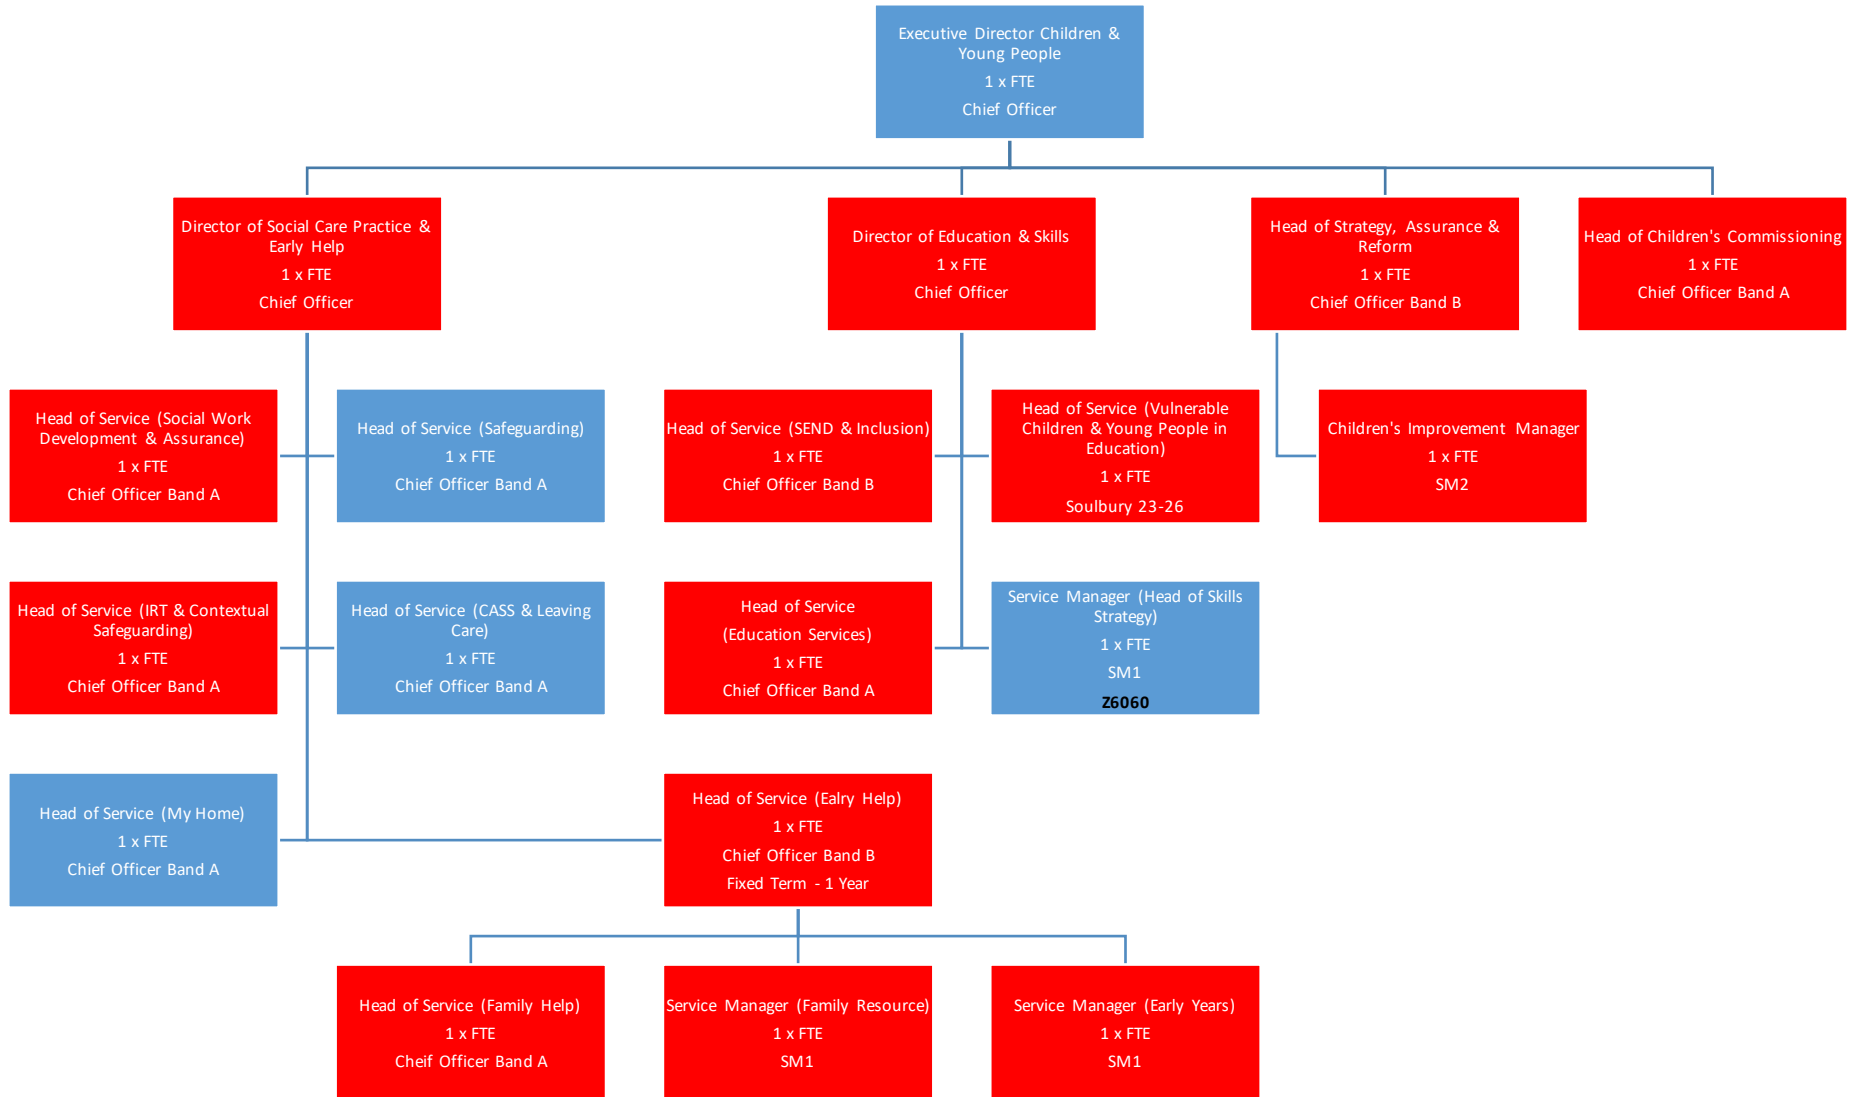 Executive Director Children &
Young People
1 x FTE
Chief Officer
Director of Social Care Practice &
Early Help
1 x FTE
Chief Officer
Director of Education & Skills
1 x FTE
Chief Officer
Head of Strategy, Assurance &
Reform
1 x FTE
Chief Officer Band B
Head of Children's Commissioning
1 x FTE
Chief Officer Band A
Head of Service (Social Work
Development & Assurance)
1 x FTE
Chief Officer Band A
Head of Service (Safeguarding)
1 x FTE
Chief Officer Band A
Head of Service (SEND & Inclusion)
1 x FTE
Chief Officer Band B
Head of Service (Vulnerable
Children & Young People in
Education)
1 x FTE
Soulbury 23-26
Children's Improvement Manager
1 x FTE
SM2
Head of Service (IRT & Contextual
Safeguarding)
1 x FTE
Chief Officer Band A
Head of Service (CASS & Leaving
Care)
1 x FTE
Chief Officer Band A
Head of Service
(Education Services)
1 x FTE
Chief Officer Band A
Service Manager (Head of Skills
Strategy)
1 x FTE
SM1
Z6060
Head of Service (My Home)
1 x FTE
Chief Officer Band A
Head of Service (Ealry Help)
1 x FTE
Chief Officer Band B
Fixed Term - 1 Year
Head of Service (Family Help)
1 x FTE
Cheif Officer Band A
Service Manager (Family Resource)
1 x FTE
SM1
Service Manager (Early Years)
1 x FTE
SM1